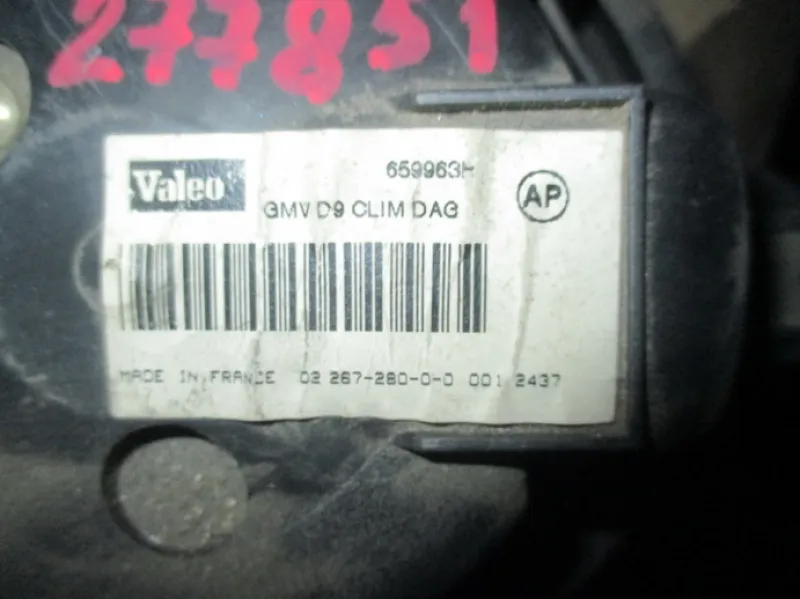 277851
Valeo
659963H
AP
GMV D9 CLIM DAG
MADE IN FRANCE 02 267-280-0-0 001 2437